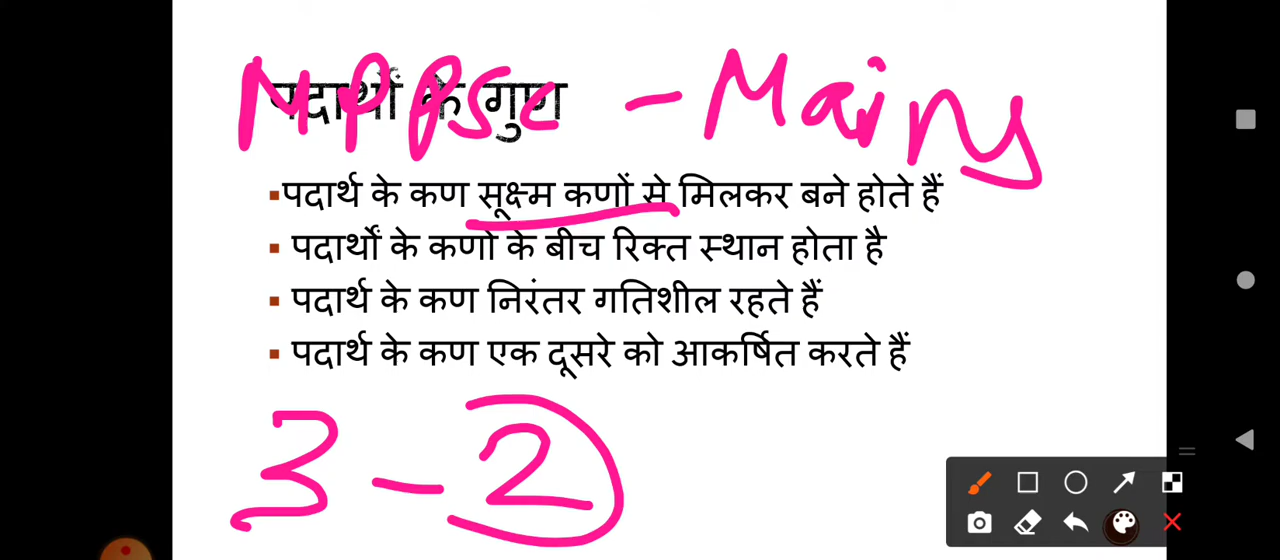 MPPSC - Mains
पदार्थों के गुण
▪पदार्थ के कण सूक्ष्म कणों से मिलकर बने होते हैं
▪ पदार्थों के कणो के बीच रिक्त स्थान होता है
▪ पदार्थ के कण निरंतर गतिशील रहते हैं
▪ पदार्थ के कण एक दूसरे को आकर्षित करते हैं
3 - 2